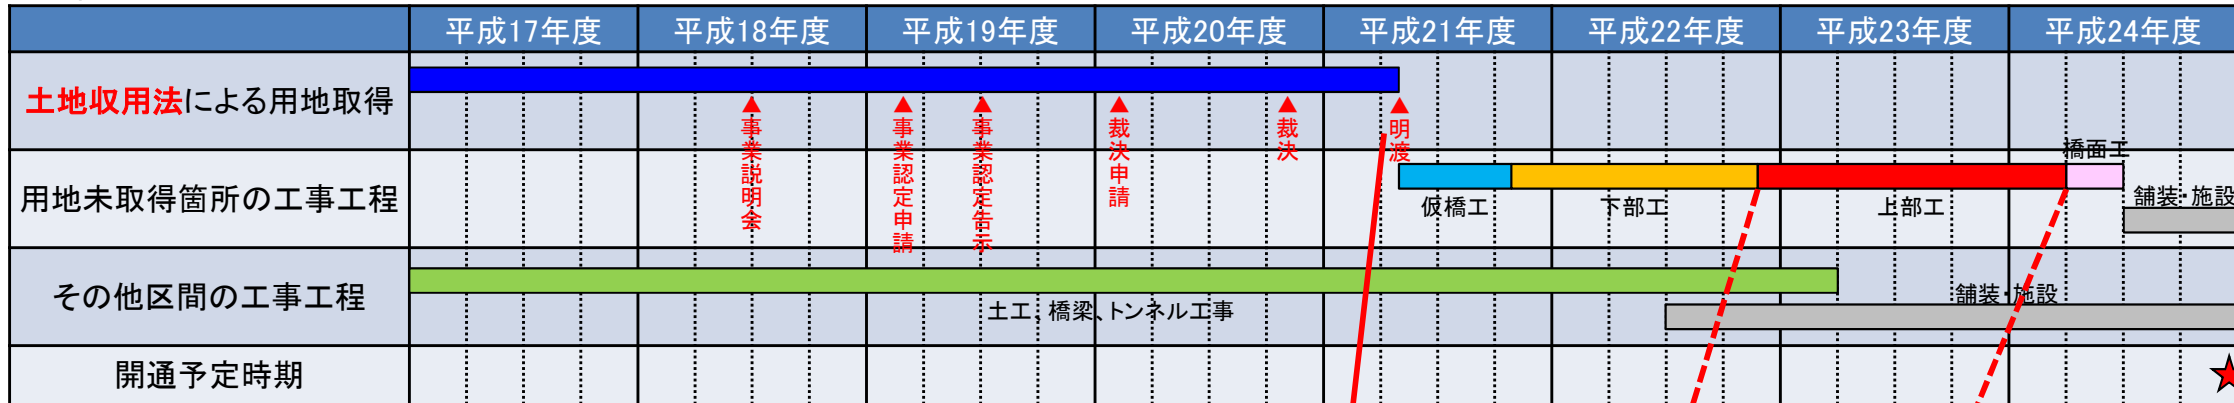 平成17年度 平成18年度 平成19年度 平成20年度 平成21年度 平成22年度 平成23年度 平成24年度
土地収用法による用地取得
事業説明会
事業認定申請
事業認定告示
裁決申請
裁決
明渡
用地未取得箇所の工事工程
仮橋工
下部工
上部工
橋面工
舗装・施設
その他区間の工事工程
土工、橋梁、トンネル工事
舗装・施設
開通予定時期